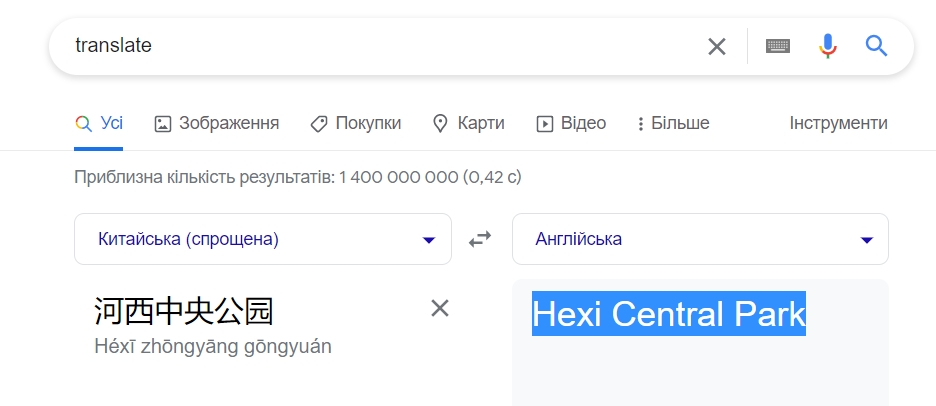 translate
Усі Зображення Покупки Карти Відео Більше Інструменти
Приблизна кількість результатів: 1 400 000 000 (0,42 с)
Китайська (спрощена) Англійська
河西中央公园 Hexi Central Park
Héxī zhōngyāng gōngyuán